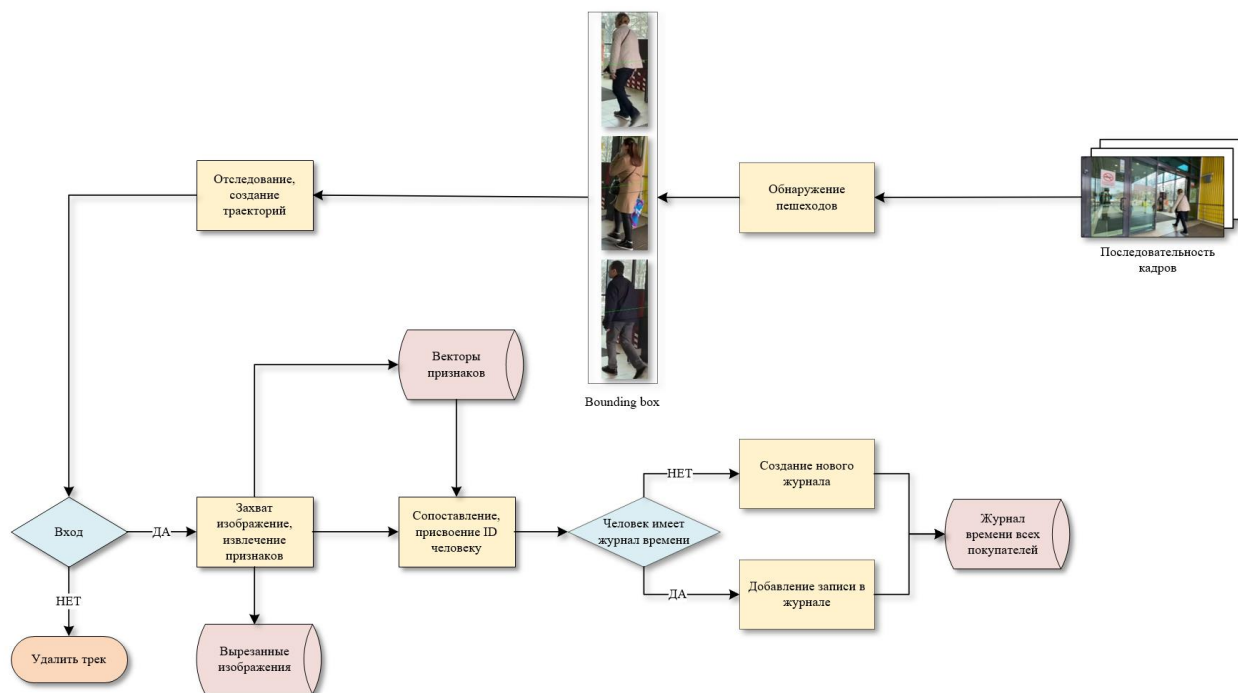 Последовательность
кадров
Обнаружение
пешеходов
Bounding box
Отследование,
создание
траекторий
Вход
НЕТ
Удалить трек
ДА
Захват
изображение,
извлечение
признаков
Вырезанные
изображения
Векторы
признаков
Сопоставление,
присвоение ID
человеку
Человек имеет
журнал времени
НЕТ
Создание нового
журнала
ДА
Добавление записи в
журнале
Журнал
времени всех
покупателей